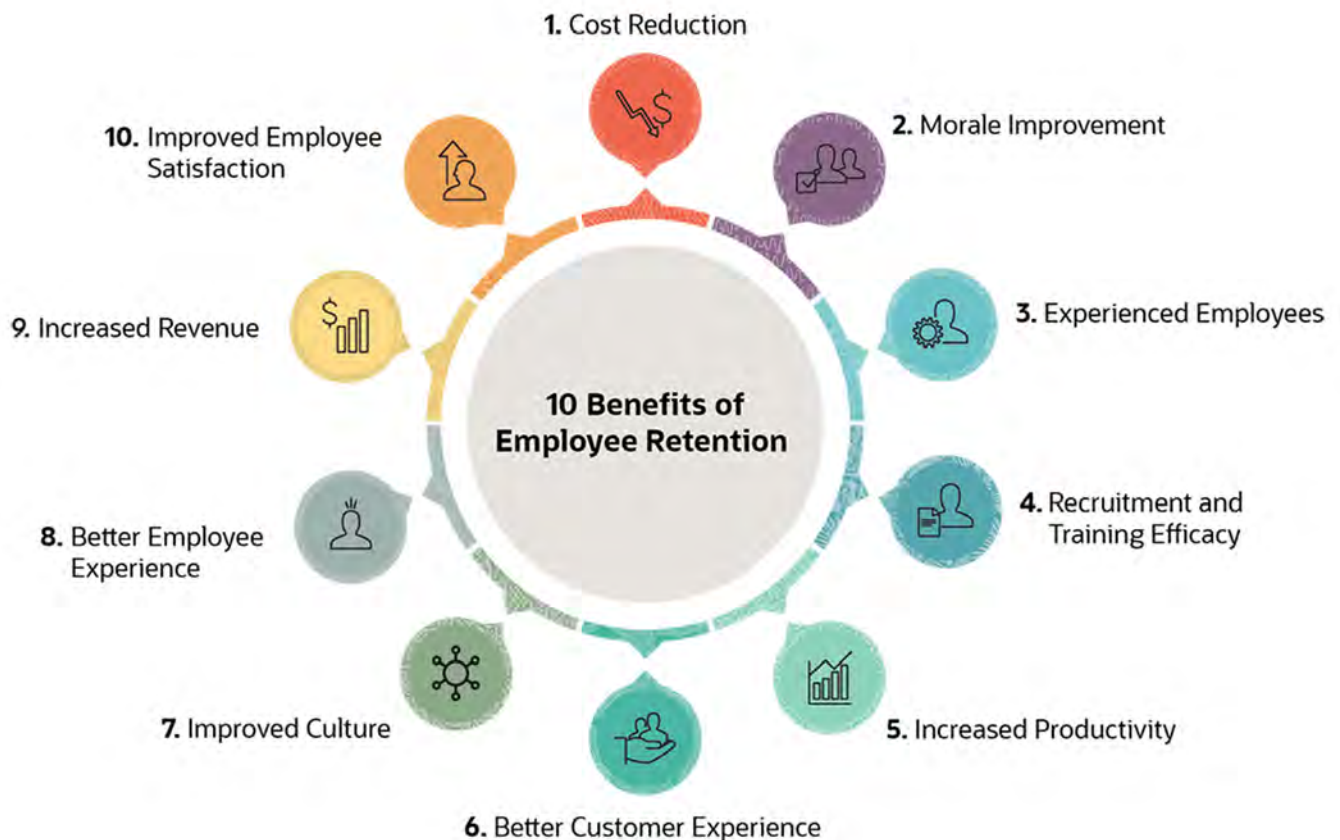 1. Cost Reduction
2. Morale Improvement
3. Experienced Employees
4. Recruitment and
Training Efficacy
5. Increased Productivity
6. Better Customer Experience
7. Improved Culture
8. Better Employee
Experience
9. Increased Revenue
10. Improved Employee
Satisfaction
10 Benefits of
Employee Retention
$
$